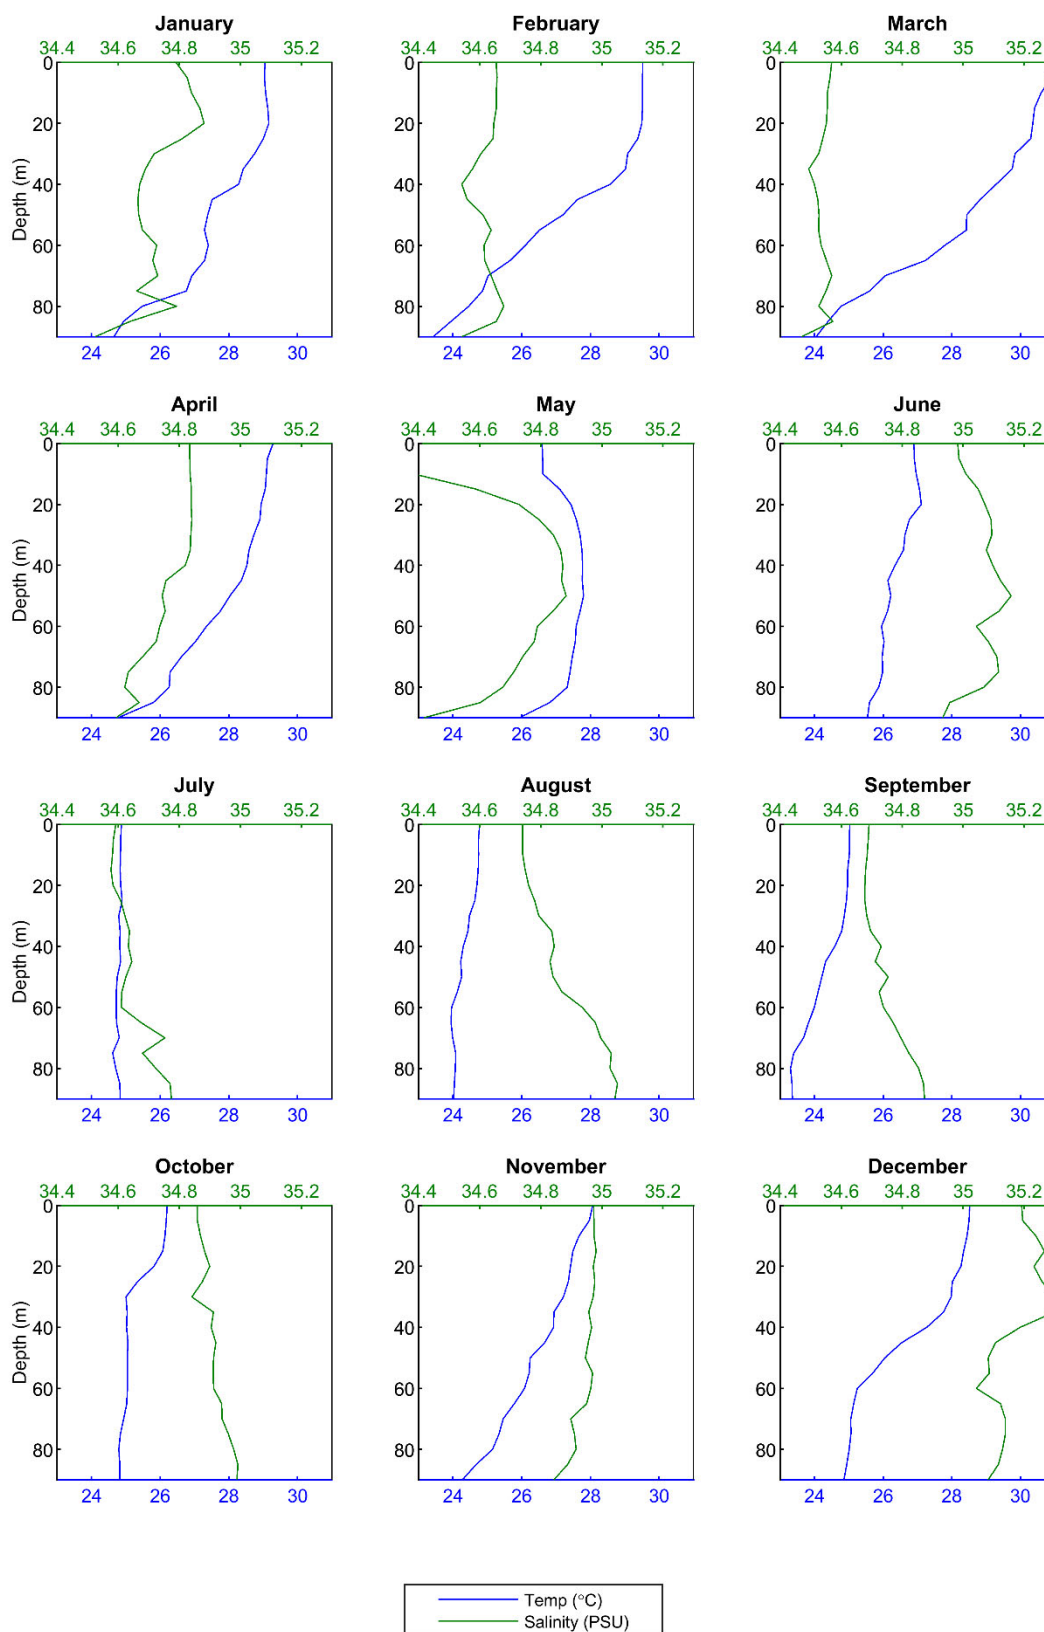 January February March
34.4 34.6 34.8 35 35.2 34.4 34.6 34.8 35 35.2 34.4 34.6 34.8 35 35.2
0 0 0
20 20 20
Depth (m)
40 40 40
60 60 60
80 80 80
24 26 28 30 24 26 28 30 24 26 28 30
April May June
34.4 34.6 34.8 35 35.2 34.4 34.6 34.8 35 35.2 34.4 34.6 34.8 35 35.2
0 0 0
20 20 20
Depth (m)
40 40 40
60 60 60
80 80 80
24 26 28 30 24 26 28 30 24 26 28 30
July August September
34.4 34.6 34.8 35 35.2 34.4 34.6 34.8 35 35.2 34.4 34.6 34.8 35 35.2
0 0 0
20 20 20
Depth (m)
40 40 40
60 60 60
80 80 80
24 26 28 30 24 26 28 30 24 26 28 30
October November December
34.4 34.6 34.8 35 35.2 34.4 34.6 34.8 35 35.2 34.4 34.6 34.8 35 35.2
0 0 0
20 20 20
Depth (m)
40 40 40
60 60 60
80 80 80
24 26 28 30 24 26 28 30 24 26 28 30
Temp (°C)
Salinity (PSU)